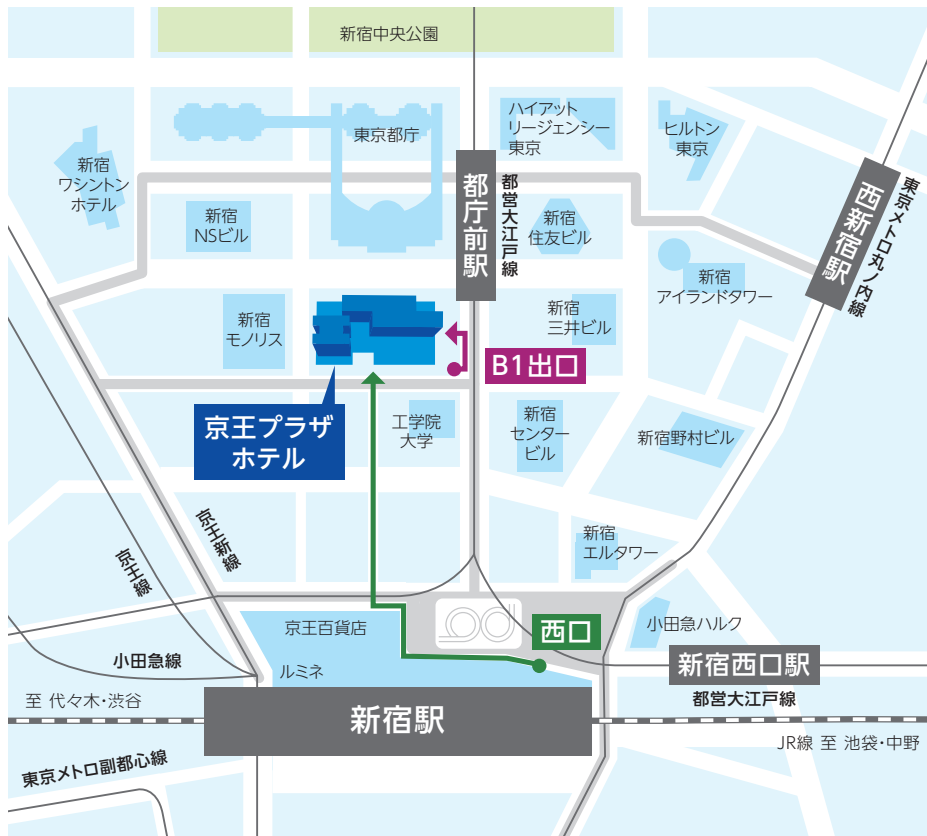 新宿中央公園
東京都庁
ハイアット
リージェンシー
東京
ヒルトン
東京
新宿
ワシントン
ホテル
新宿
NSビル
都庁前駅
都営大江戸線
新宿
住友ビル
西新宿駅
東京メトロ丸ノ内線
新宿
アイランドタワー
新宿
モノリス
新宿
三井ビル
B1出口
京王プラザ
ホテル
工学院
大学
新宿
センター
ビル
新宿野村ビル
京王新線
京王線
新宿
エルタワー
京王百貨店
西口
小田急ハルク
小田急線
ルミネ
新宿西口駅
都営大江戸線
至 代々木・渋谷
新宿駅
JR線 至 池袋・中野
東京メトロ副都心線